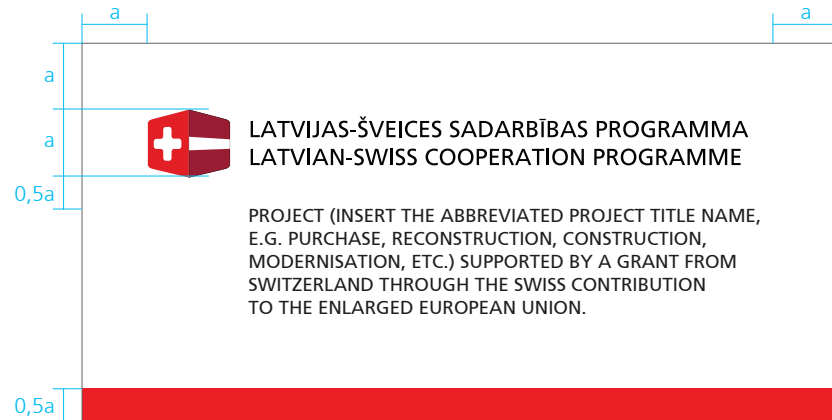 a
a
a
a
0,5a
LATVIJAS-ŠVEICES SADARBĪBAS PROGRAMMA
LATVIAN-SWISS COOPERATION PROGRAMME
PROJECT (INSERT THE ABBREVIATED PROJECT TITLE NAME,
E.G. PURCHASE, RECONSTRUCTION, CONSTRUCTION,
MODERNISATION, ETC.) SUPPORTED BY A GRANT FROM
SWITZERLAND THROUGH THE SWISS CONTRIBUTION
TO THE ENLARGED EUROPEAN UNION.
0,5a